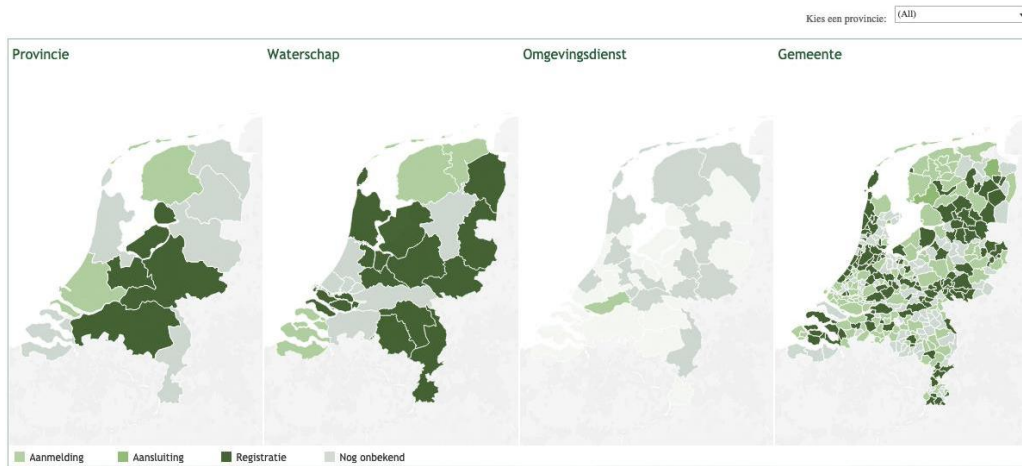 Kies een provincie: (All)
Provincie Waterschap Omgevingsdienst Gemeente
Aanmelding Aansluiting Registratie Nog onbekend